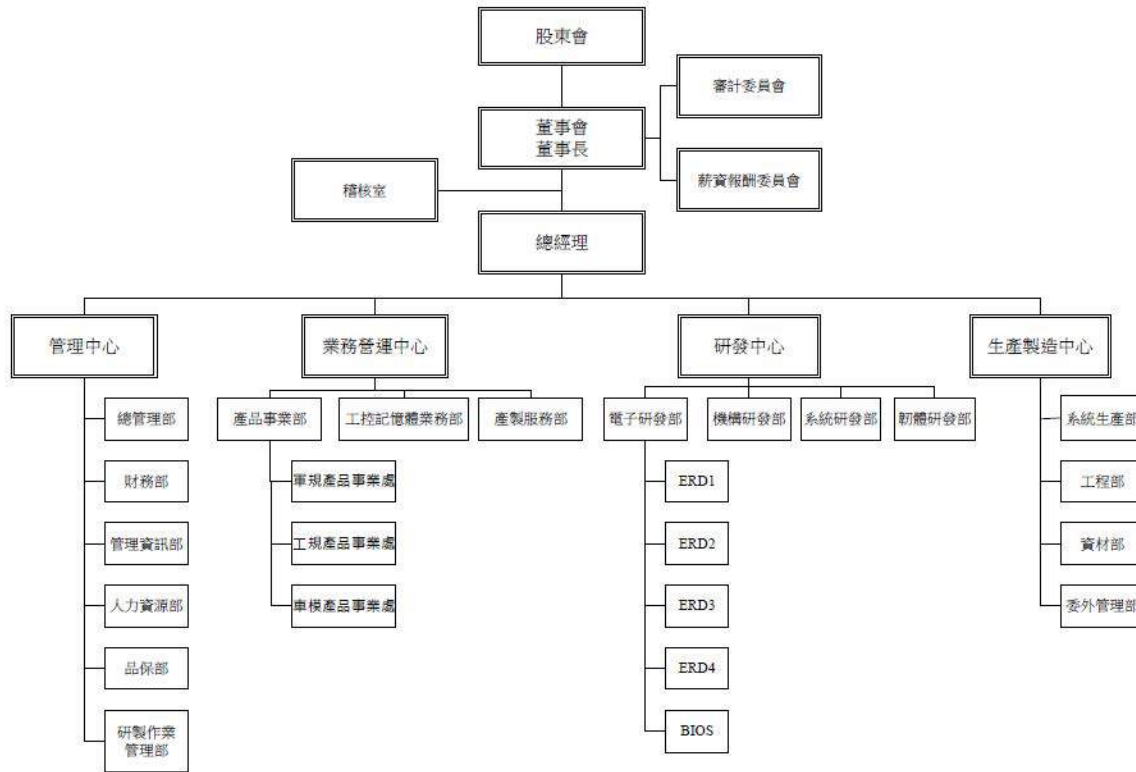 股東會
審計委員會
董事會
董事長
薪資報酬委員會
稽核室
總經理
管理中心
業務營運中心
研發中心
生產製造中心
總管理部
產品事業部
工控記憶體業務部
產製服務部
電子研發部
機構研發部
系統研發部
韌體研發部
系統生產部
財務部
軍規產品事業處
ERD1
工程部
管理資訊部
工規產品事業處
ERD2
資材部
人力資源部
車模產品事業處
ERD3
委外管理部
品保部
ERD4
研製作業
管理部
BIOS